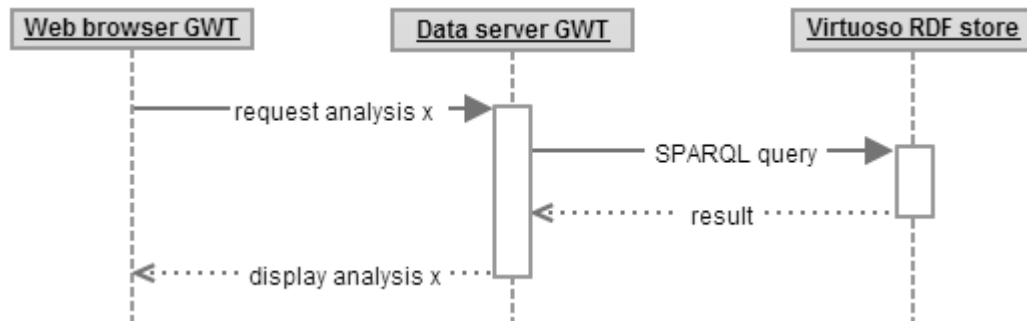 Web browser GWT
Data server GWT
Virtuoso RDF store
request analysis x
SPARQL query
result
display analysis x